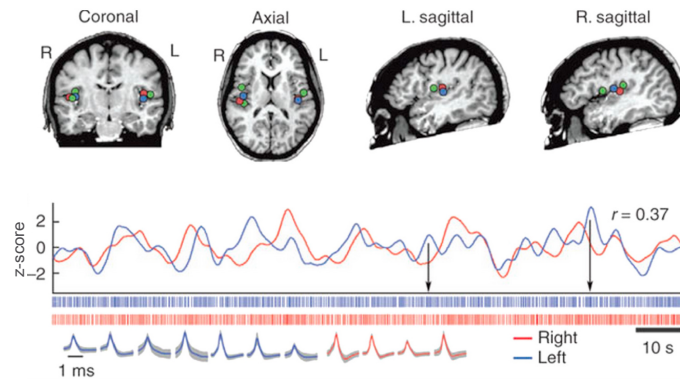 Coronal
Axial
L. sagittal
R. sagittal
R
L
R
L
z-score
2
0
−2
r = 0.37
Right
Left
10 s
1 ms